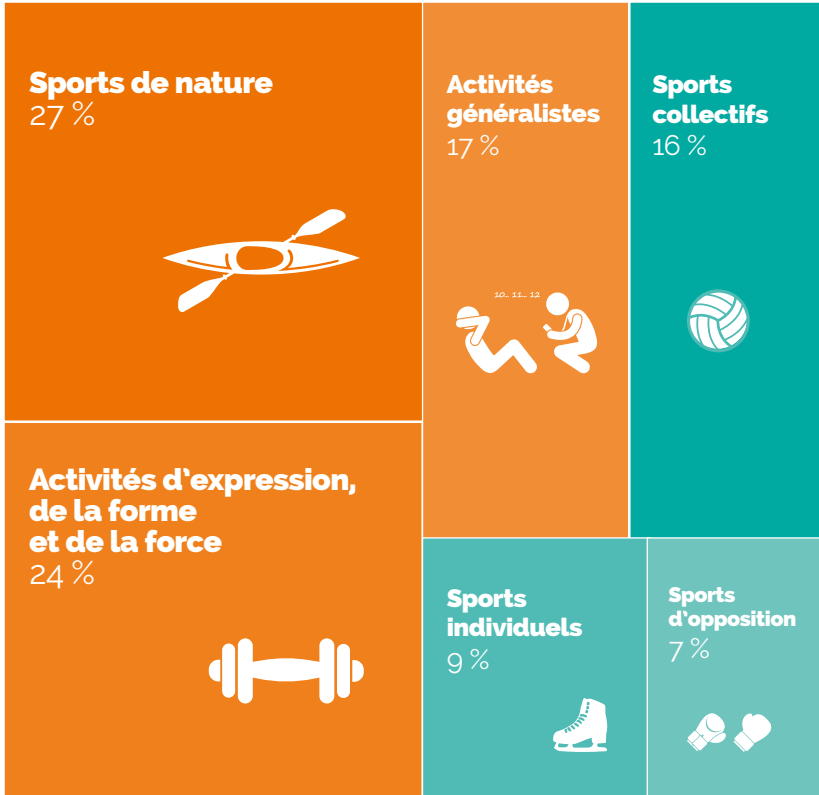 Sports de nature
27 %
Activités
généralistes
17 %
10... 11... 12
Sports
collectifs
16 %
Activités d'expression,
de la forme
et de la force
24 %
Sports
individuels
9 %
Sports
d'opposition
7 %